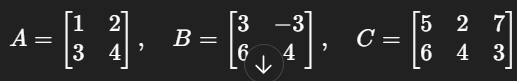 A = [1 2; 3 4], B = [3 −3; 6 4], C = [5 2 7; 6 4 3]